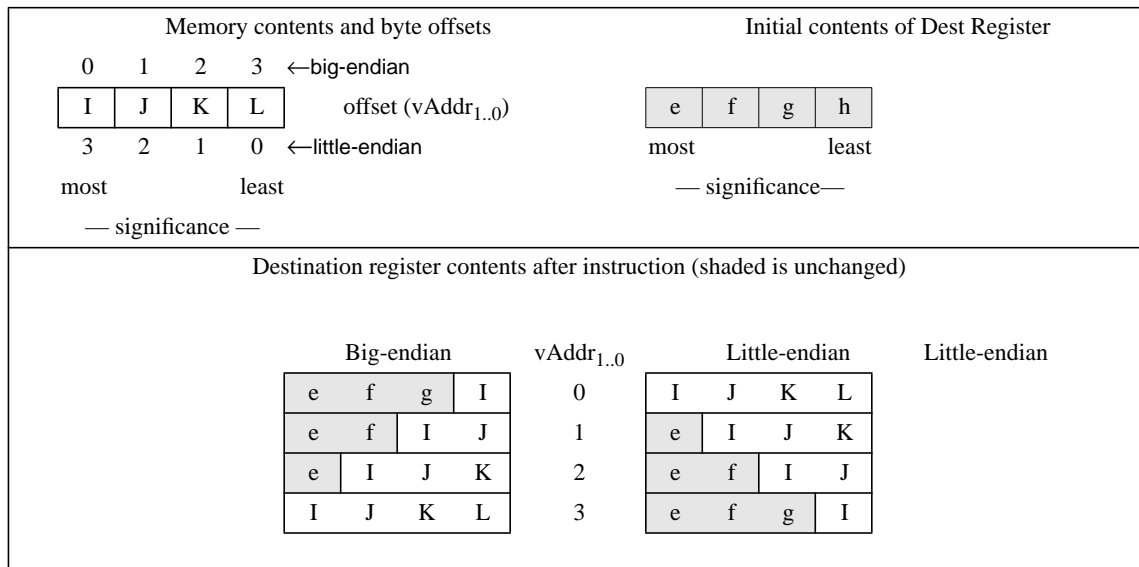 Memory contents and byte offsets
Initial contents of Dest Register
0 1 2 3 ←big-endian
I J K L offset (vAddr1..0)
e f g h
3 2 1 0 ←little-endian
most least
most least
— significance—
— significance —
Destination register contents after instruction (shaded is unchanged)
Big-endian vAddr1..0 Little-endian Little-endian
e f g I 0 I J K L
e f I J 1 e I J K
e I J K 2 e f I J
I J K L 3 e f g I